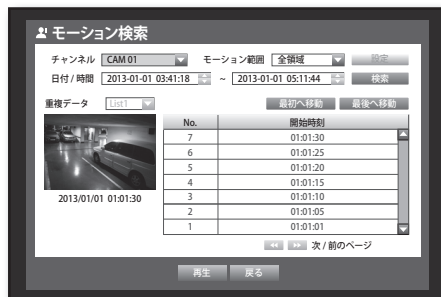 モーション検索
チャンネル CAM 01 モーション範囲 全領域 設定
日付 / 時間 2013-01-01 03:41:18 ~ 2013-01-01 05:11:44 検索
重複データ List1 最初へ移動 最後へ移動
No. 開始時刻
7 01:01:30
6 01:01:25
5 01:01:20
4 01:01:15
3 01:01:10
2 01:01:05
1 01:01:01
2013/01/01 01:01:30
次 / 前のページ
再生 戻る